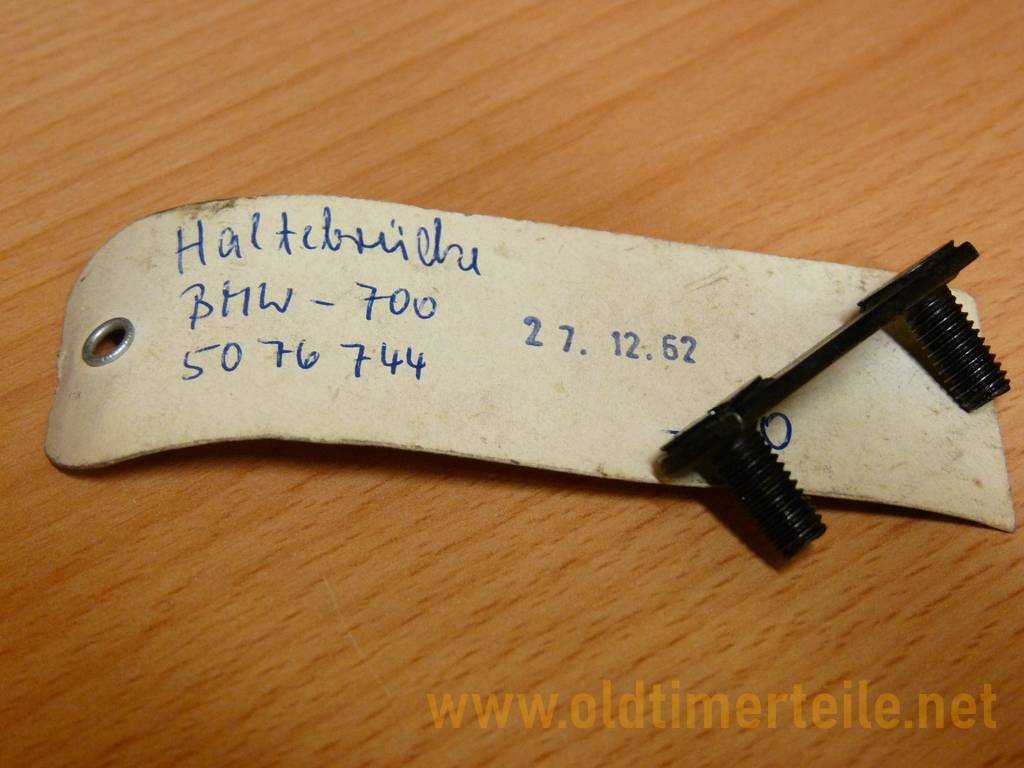 Haltebrücke
BMW - 700
50 76 744
27.12.62
www.oldtimerteile.net